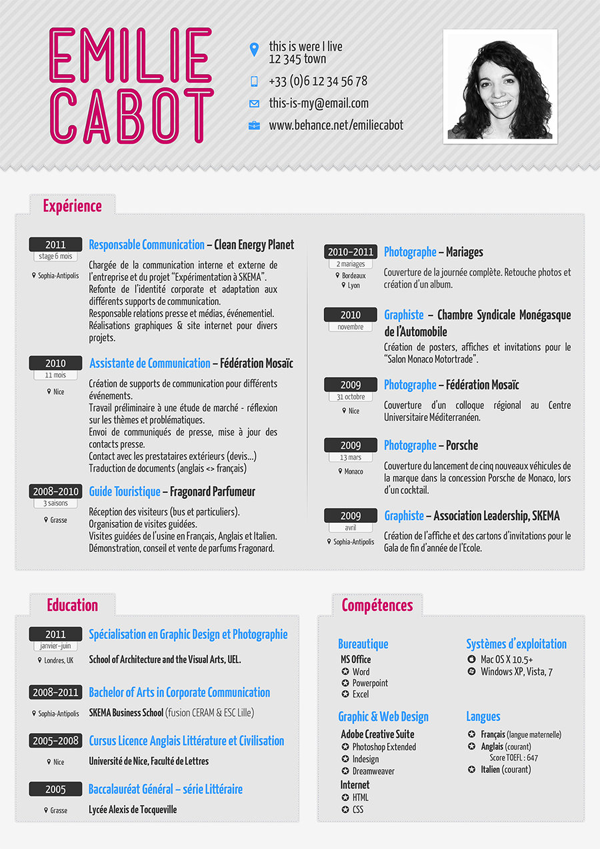 EMILIE
CABOT
this is were I live
12 345 town
+33 (0)6 12 34 56 78
this-is-my@email.com
www.behance.net/emiliecabot
Expérience
2011
stage 6 mois
Sophia-Antipolis
Responsable Communication – Clean Energy Planet
Chargée de la communication interne et externe de
l'entreprise et du projet "Expérimentation à SKEMA".
Refonte de l'identité corporate et adaptation aux
différents supports de communication.
Responsable relations presse et médias, événementiel.
Réalisations graphiques & site internet pour divers
projets.
2010
11 mois
Nice
Assistante de Communication – Fédération Mosaïc
Création de supports de communication pour différents
événements.
Travail préliminaire à une étude de marché - réflexion
sur les thèmes et problématiques.
Envoi de communiqués de presse, mise à jour des
contacts presse.
Contact avec les prestataires extérieurs (devis...)
Traduction de documents (anglais <> français)
2008–2010
3 saisons
Grasse
Guide Touristique – Fragonard Parfumeur
Réception des visiteurs (bus et particuliers).
Organisation de visites guidées.
Visites guidées de l'usine en Français, Anglais et Italien.
Démonstration, conseil et vente de parfums Fragonard.
2010–2011
2 mariages
Bordeaux
Lyon
Photographe – Mariages
Couverture de la journée complète. Retouche photos et
création d'un album.
2010
novembre
Graphiste – Chambre Syndicale Monégasque
de l'Automobile
Création de posters, affiches et invitations pour le
"Salon Monaco Motortrade".
2009
31 octobre
Nice
Photographe – Fédération Mosaïc
Couverture d'un colloque régional au Centre
Universitaire Méditerranéen.
2009
13 mars
Monaco
Photographe – Porsche
Couverture du lancement de cinq nouveaux véhicules de
la marque dans la concession Porsche de Monaco, lors
d'un cocktail.
2009
avril
Sophia-Antipolis
Graphiste – Association Leadership, SKEMA
Création de l'affiche et des cartons d'invitations pour le
Gala de fin d'année de l'Ecole.
Education
2011
janvier–juin
Londres, UK
Spécialisation en Graphic Design et Photographie
School of Architecture and the Visual Arts, UEL.
2008–2011
Sophia-Antipolis
Bachelor of Arts in Corporate Communication
SKEMA Business School (fusion CERAM & ESC Lille)
2005–2008
Nice
Cursus Licence Anglais Littérature et Civilisation
Université de Nice, Faculté de Lettres
2005
Grasse
Baccalauréat Général – série Littéraire
Lycée Alexis de Tocqueville
Compétences
Bureautique
MS Office
Word
Powerpoint
Excel
Systèmes d'exploitation
Mac OS X 10.5+
Windows XP, Vista, 7
Graphic & Web Design
Adobe Creative Suite
Photoshop Extended
Indesign
Dreamweaver
Internet
HTML
CSS
Langues
Français (langue maternelle)
Anglais (courant)
Score TOEFL : 647
Italien (courant)